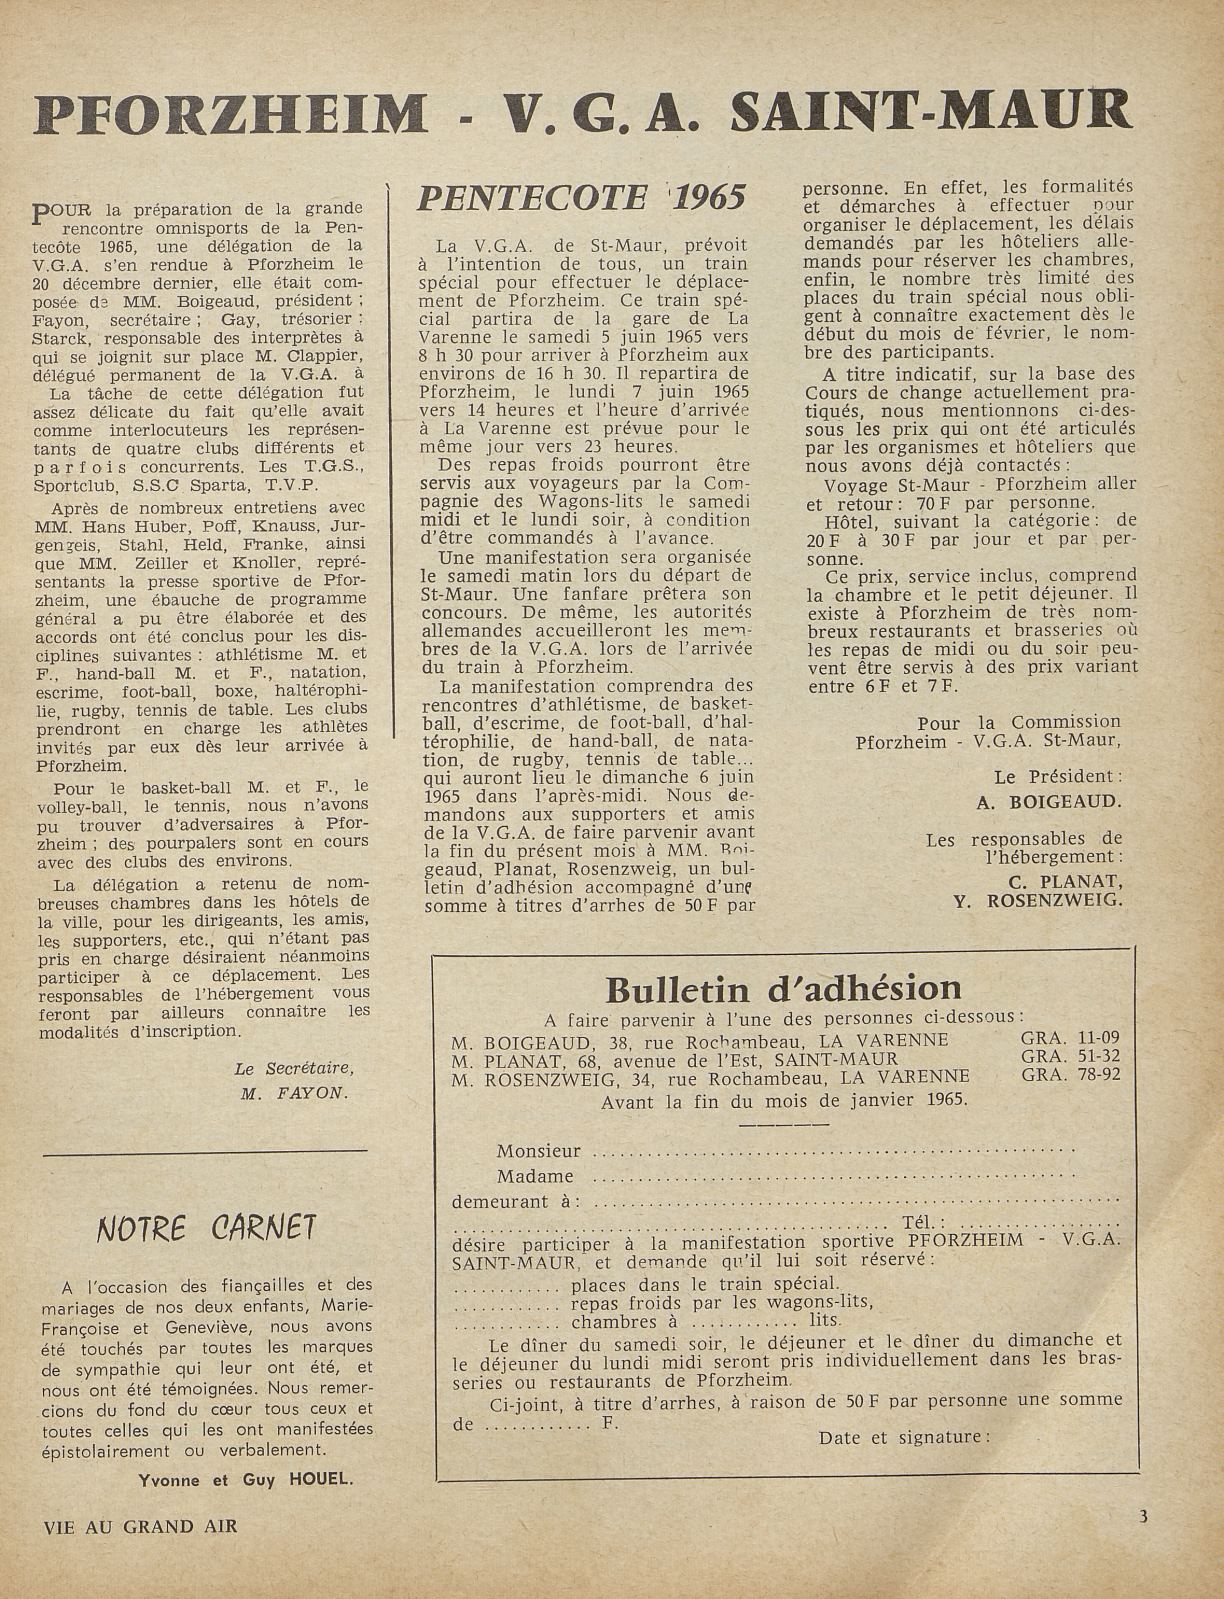 PFORZHEIM - V. G. A. SAINT-MAUR
POUR la préparation de la grande
rencontre omnisports de la Pen-
tecôte 1965, une délégation de la
V.G.A. s'en rendue à Pforzheim le
20 décembre dernier, elle était com-
posée de MM. Boigeaud, président ;
Fayon, secrétaire ; Gay, trésorier :
Starck, responsable des interprètes à
qui se joignit sur place M. Clappier,
délégué permanent de la V.G.A. à
La tâche de cette délégation fut
assez délicate du fait qu'elle avait
comme interlocuteurs les représen-
tants de quatre clubs différents et
parfois concurrents. Les T.G.S.,
Sportclub, S.S.C Sparta, T.V.P.
Après de nombreux entretiens avec
MM. Hans Huber, Poff, Knauss, Jur-
gengeis, Stahl, Held, Franke, ainsi
que MM. Zeiller et Knoller, repré-
sentants la presse sportive de Pfor-
zheim, une ébauche de programme
général a pu être élaborée et des
accords ont été conclus pour les dis-
ciplines suivantes : athlétisme M. et
F., hand-ball M. et F., natation,
escrime, foot-ball, boxe, haltérophi-
lie, rugby, tennis de table. Les clubs
prendront en charge les athlètes
invités par eux dès leur arrivée à
Pforzheim.
Pour le basket-ball M. et F., le
volley-ball, le tennis, nous n'avons
pu trouver d'adversaires à Pfor-
zheim ; des pourpalers sont en cours
avec des clubs des environs.
La délégation a retenu de nom-
breuses chambres dans les hôtels de
la ville, pour les dirigeants, les amis,
les supporters, etc., qui n'étant pas
pris en charge désiraient néanmoins
participer à ce déplacement. Les
responsables de l'hébergement vous
feront par ailleurs connaître les
modalités d'inscription.
Le Secrétaire,
M. FAYON.
NOTRE CARNET
A l'occasion des fiançailles et des
mariages de nos deux enfants, Marie-
Françoise et Geneviève, nous avons
été touchés par toutes les marques
de sympathie qui leur ont été, et
nous ont été témoignées. Nous remer-
cions du fond du cœur tous ceux et
toutes celles qui les ont manifestées
épistolairement ou verbalement.
Yvonne et Guy HOUEL.
PENTECOTE 1965
La V.G.A. de St-Maur, prévoit
à l'intention de tous, un train
spécial pour effectuer le déplace-
ment de Pforzheim. Ce train spé-
cial partira de la gare de La
Varenne le samedi 5 juin 1965 vers
8 h 30 pour arriver à Pforzheim aux
environs de 16 h 30. Il repartira de
Pforzheim, le lundi 7 juin 1965
vers 14 heures et l'heure d'arrivée
à La Varenne est prévue pour le
même jour vers 23 heures.
Des repas froids pourront être
servis aux voyageurs par la Com-
pagnie des Wagons-lits le samedi
midi et le lundi soir, à condition
d'être commandés à l'avance.
Une manifestation sera organisée
le samedi matin lors du départ de
St-Maur. Une fanfare prêtera son
concours. De même, les autorités
allemandes accueilleront les mem-
bres de la V.G.A. lors de l'arrivée
du train à Pforzheim.
La manifestation comprendra des
rencontres d'athlétisme, de basket-
ball, d'escrime, de foot-ball, d'hal-
térophilie, de hand-ball, de nata-
tion, de rugby, tennis de table...
qui auront lieu le dimanche 6 juin
1965 dans l'après-midi. Nous de-
mandons aux supporters et amis
de la V.G.A. de faire parvenir avant
la fin du présent mois à MM. Boi-
geaud, Planat, Rosenzweig, un bul-
letin d'adhésion accompagné d'une
somme à titres d'arrhes de 50 F par
personne. En effet, les formalités
et démarches à effectuer pour
organiser le déplacement, les délais
demandés par les hôteliers alle-
mands pour réserver les chambres,
enfin, le nombre très limité des
places du train spécial nous obli-
gent à connaître exactement dès le
début du mois de février, le nom-
bre des participants.
A titre indicatif, sur la base des
Cours de change actuellement pra-
tiqués, nous mentionnons ci-des-
sous les prix qui ont été articulés
par les organismes et hôteliers que
nous avons déjà contactés :
Voyage St-Maur - Pforzheim aller
et retour : 70 F par personne.
Hôtel, suivant la catégorie : de
20 F à 30 F par jour et par per-
sonne.
Ce prix, service inclus, comprend
la chambre et le petit déjeuner. Il
existe à Pforzheim de très nom-
breux restaurants et brasseries où
les repas de midi ou du soir peu-
vent être servis à des prix variant
entre 6 F et 7 F.
Pour la Commission
Pforzheim - V.G.A. St-Maur,
Le Président :
A. BOIGEAUD.
Les responsables de
l'hébergement :
C. PLANAT,
Y. ROSENZWEIG.
Bulletin d'adhésion
A faire parvenir à l'une des personnes ci-dessous :
M. BOIGEAUD, 38, rue Rochambeau, LA VARENNE GRA. 11-09
M. PLANAT, 68, avenue de l'Est, SAINT-MAUR GRA. 51-32
M. ROSENZWEIG, 34, rue Rochambeau, LA VARENNE GRA. 78-92
Avant la fin du mois de janvier 1965.
Monsieur ....................................................
Madame ....................................................
demeurant à : ....................................................
.................................................... Tél. : ..................
désire participer à la manifestation sportive PFORZHEIM - V.G.A.
SAINT-MAUR, et demande qu'il lui soit réservé :
............ places dans le train spécial.
............ repas froids par les wagons-lits,
............ chambres à ............ lits.
Le dîner du samedi soir, le déjeuner et le dîner du dimanche et
le déjeuner du lundi midi seront pris individuellement dans les bras-
series ou restaurants de Pforzheim.
Ci-joint, à titre d'arrhes, à raison de 50 F par personne une somme
de ............ F.
Date et signature :
VIE AU GRAND AIR
3